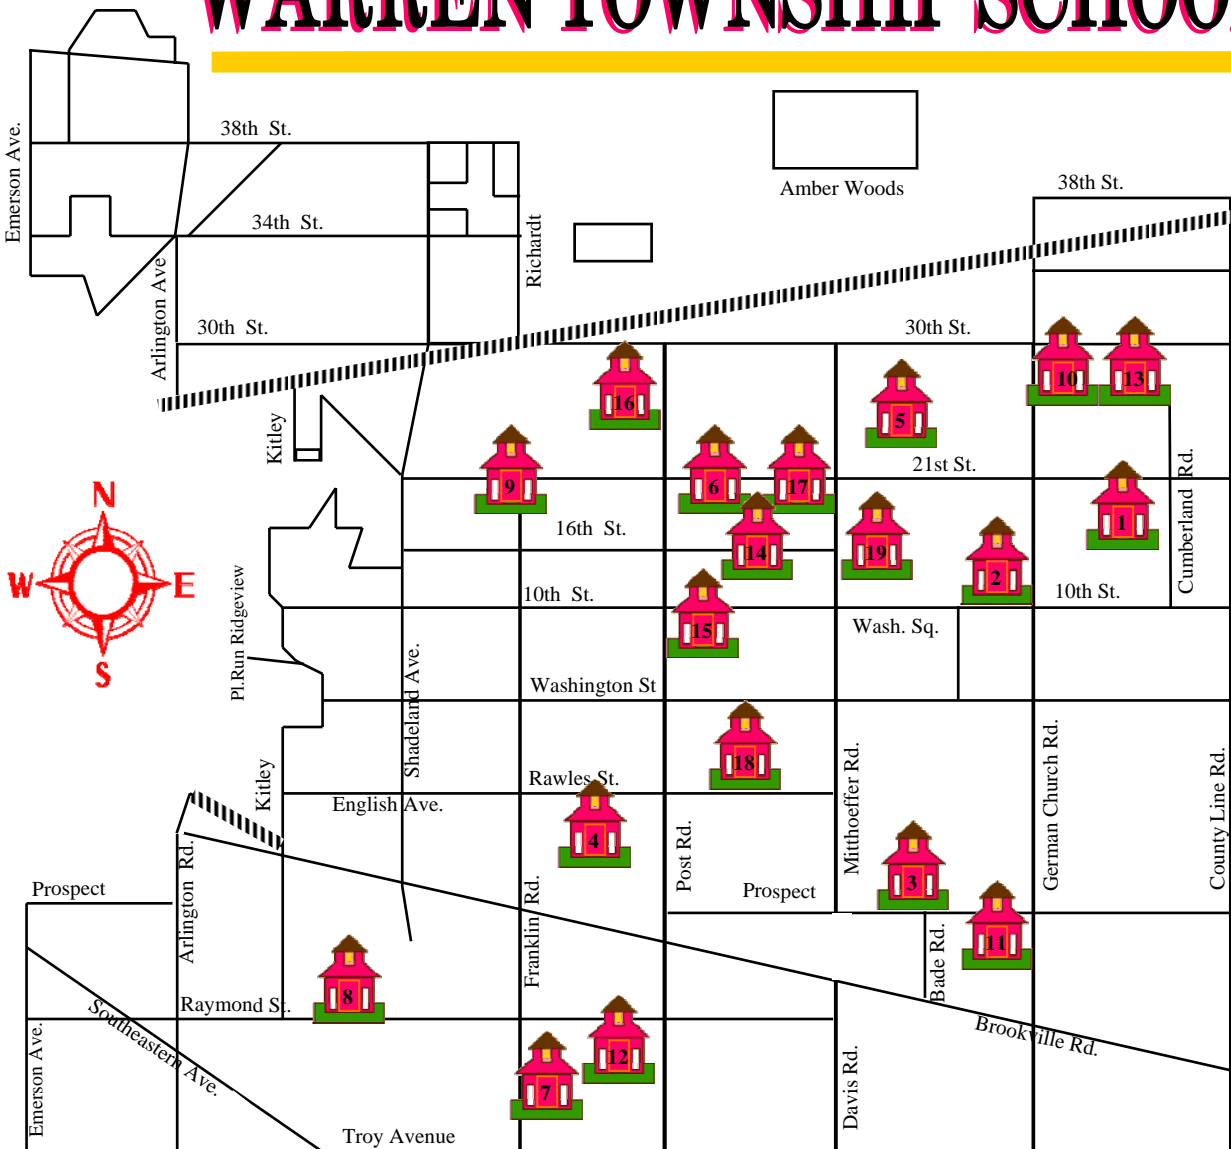 WARREN TOWNSHIP SCHOOL
38th St.
Emerson Ave.
Amber Woods
38th St.
34th St.
Richardt
Arlington Ave
30th St.
30th St.
10
13
16
5
Kitley
21st St.
9
6
17
Cumberland Rd.
N
16th St.
1
14
19
W
E
2
10th St.
10th St.
Pl.Run Ridgeview
15
Wash. Sq.
S
Shadeland Ave.
Washington St
18
German Church Rd.
Mitthoeffer Rd.
County Line Rd.
Kitley
Rawles St.
English Ave.
4
Post Rd.
3
Arlington Rd.
Prospect
Prospect
Franklin Rd.
11
Bade Rd.
8
Raymond St.
Southeastern Ave.
Brookville Rd.
12
Emerson Ave.
7
Davis Rd.
Troy Avenue